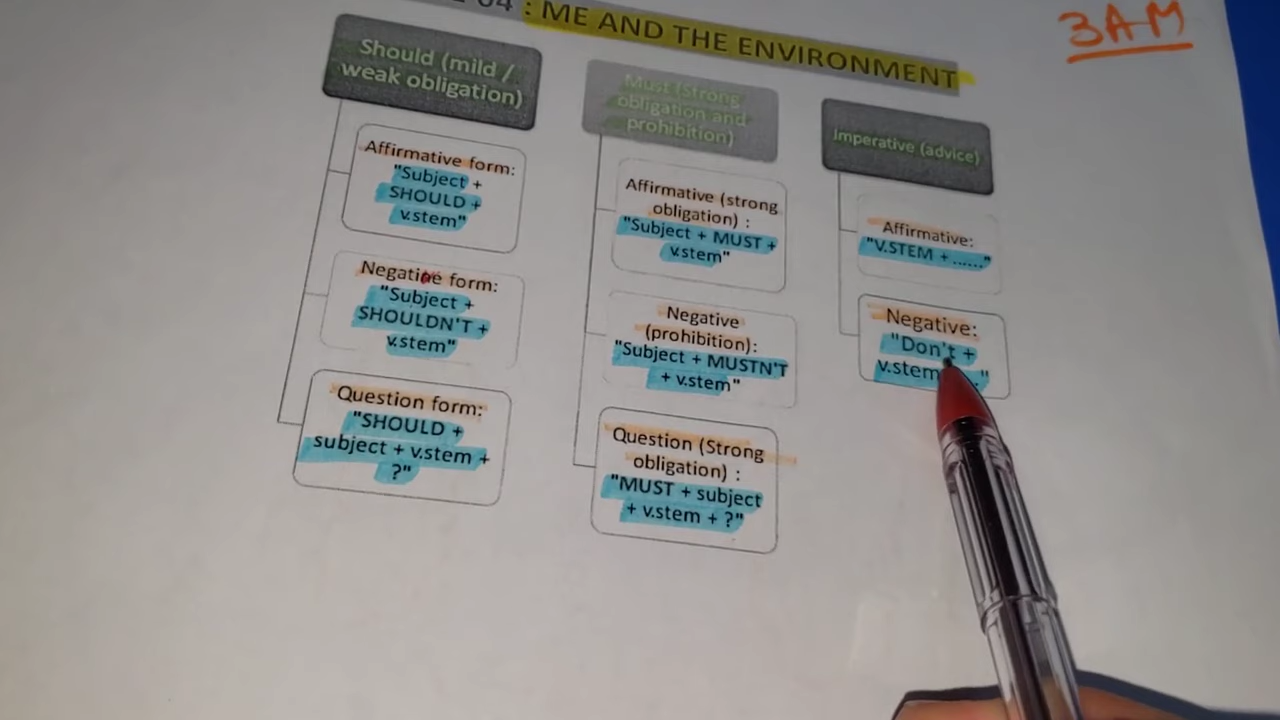 04 : ME AND THE ENVIRONMENT
3AM
Should (mild /
weak obligation)
Affirmative form:
"Subject +
SHOULD +
v.stem"
Negative form:
"Subject +
SHOULDN'T +
v.stem"
Question form:
"SHOULD +
subject + v.stem +
?"
Must (Strong
obligation and
prohibition)
Affirmative (strong
obligation) :
"Subject + MUST +
v.stem"
Negative
(prohibition):
"Subject + MUSTN'T
+ v.stem"
Question (Strong
obligation) :
"MUST + subject
+ v.stem + ?"
Imperative (advice)
Affirmative:
"V.STEM + ......"
Negative:
"Don't +
v.stem